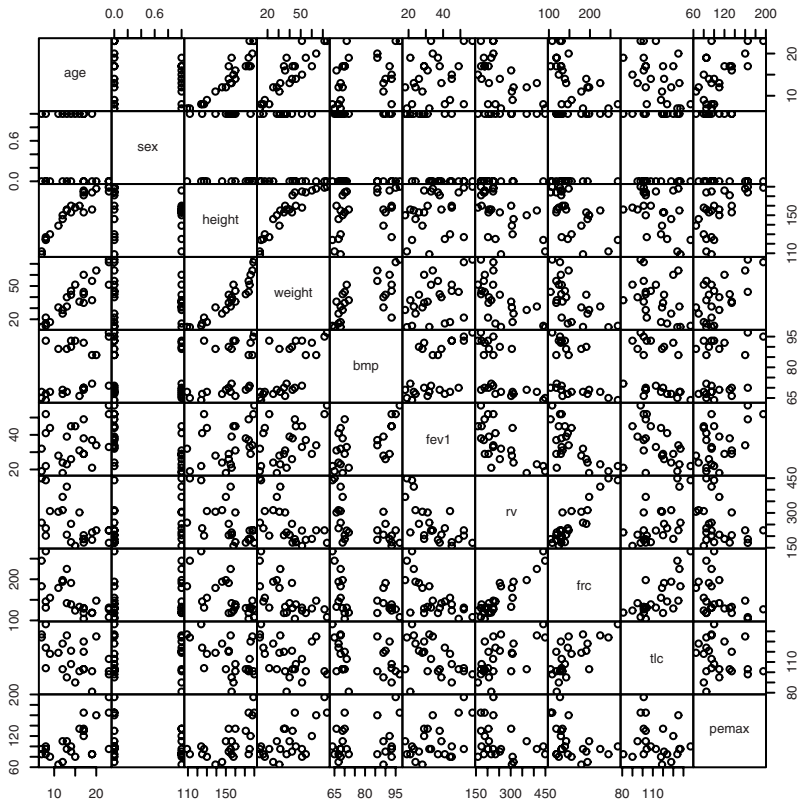 0.0 0.6 20 50 20 40 100 200 60 120 200
age 10 20
0.0 0.6 sex
height 110 150
20 50 weight
bmp 65 80 95
20 40 fev1
rv 150 300 450
100 200 frc
tlc 80 110
60 120 200 pemax
10 20 110 150 65 80 95 150 300 450 80 110